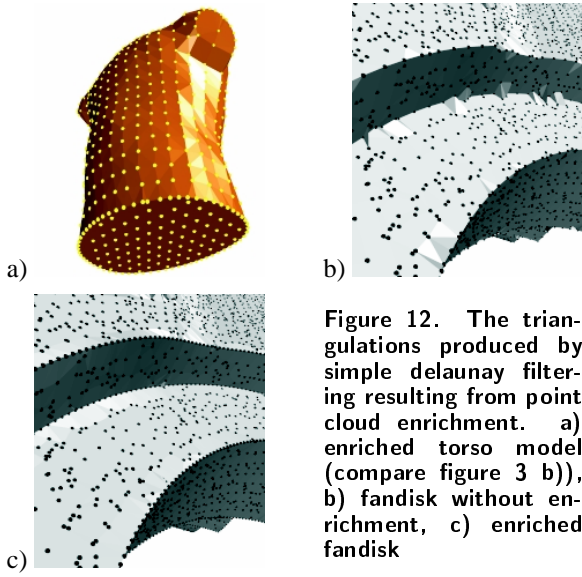 a)
b)
c)
Figure 12. The trian-
gulations produced by
simple delaunay filter-
ing resulting from point
cloud enrichment. a)
enriched torso model
(compare figure 3 b)),
b) fandisk without en-
richment, c) enriched
fandisk